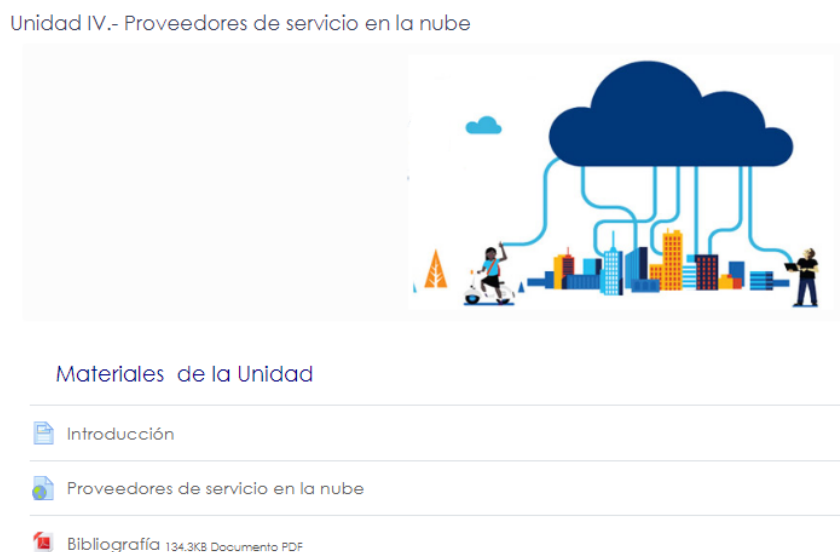 Unidad IV.- Proveedores de servicio en la nube
Materiales de la Unidad
Introducción
Proveedores de servicio en la nube
Bibliografía 134.3KB Documento PDF